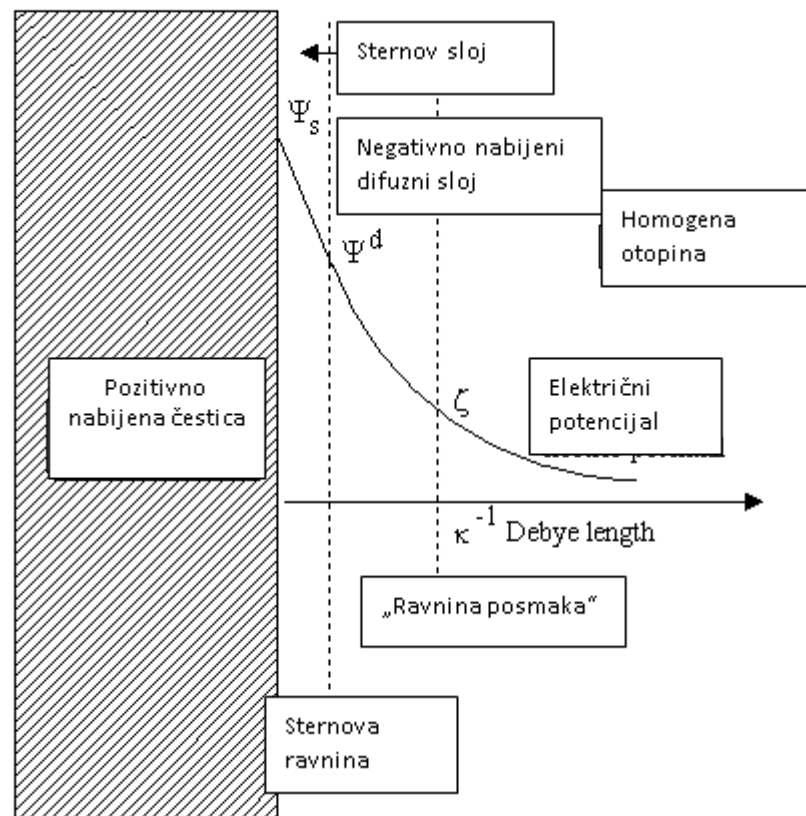 Sternov sloj
Ψs
Negativno nabijeni
difuzni sloj
Homogena
otopina
Ψd
Pozitivno
nabijena čestica
Električni
potencijal
ζ
κ-1 Debye length
„Ravnina posmaka“
Sternova
ravnina